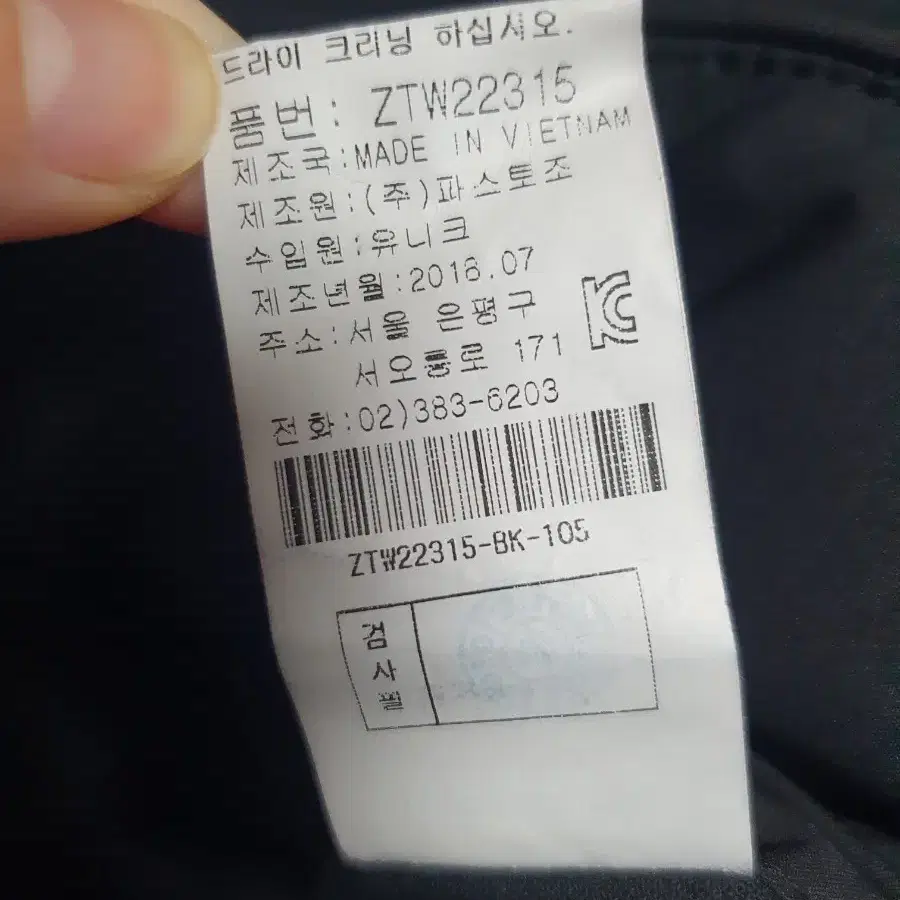 드라이 크리닝 하십시오.
품번: ZTW22315
제조국:MADE IN VIETNAM
제조원:(주)파스토조
수입원:유니크
제조년월:2016.07
주소:서울 은평구
서오릉로 171
전화:02)383-6203
ZTW22315-BK-105
검사필